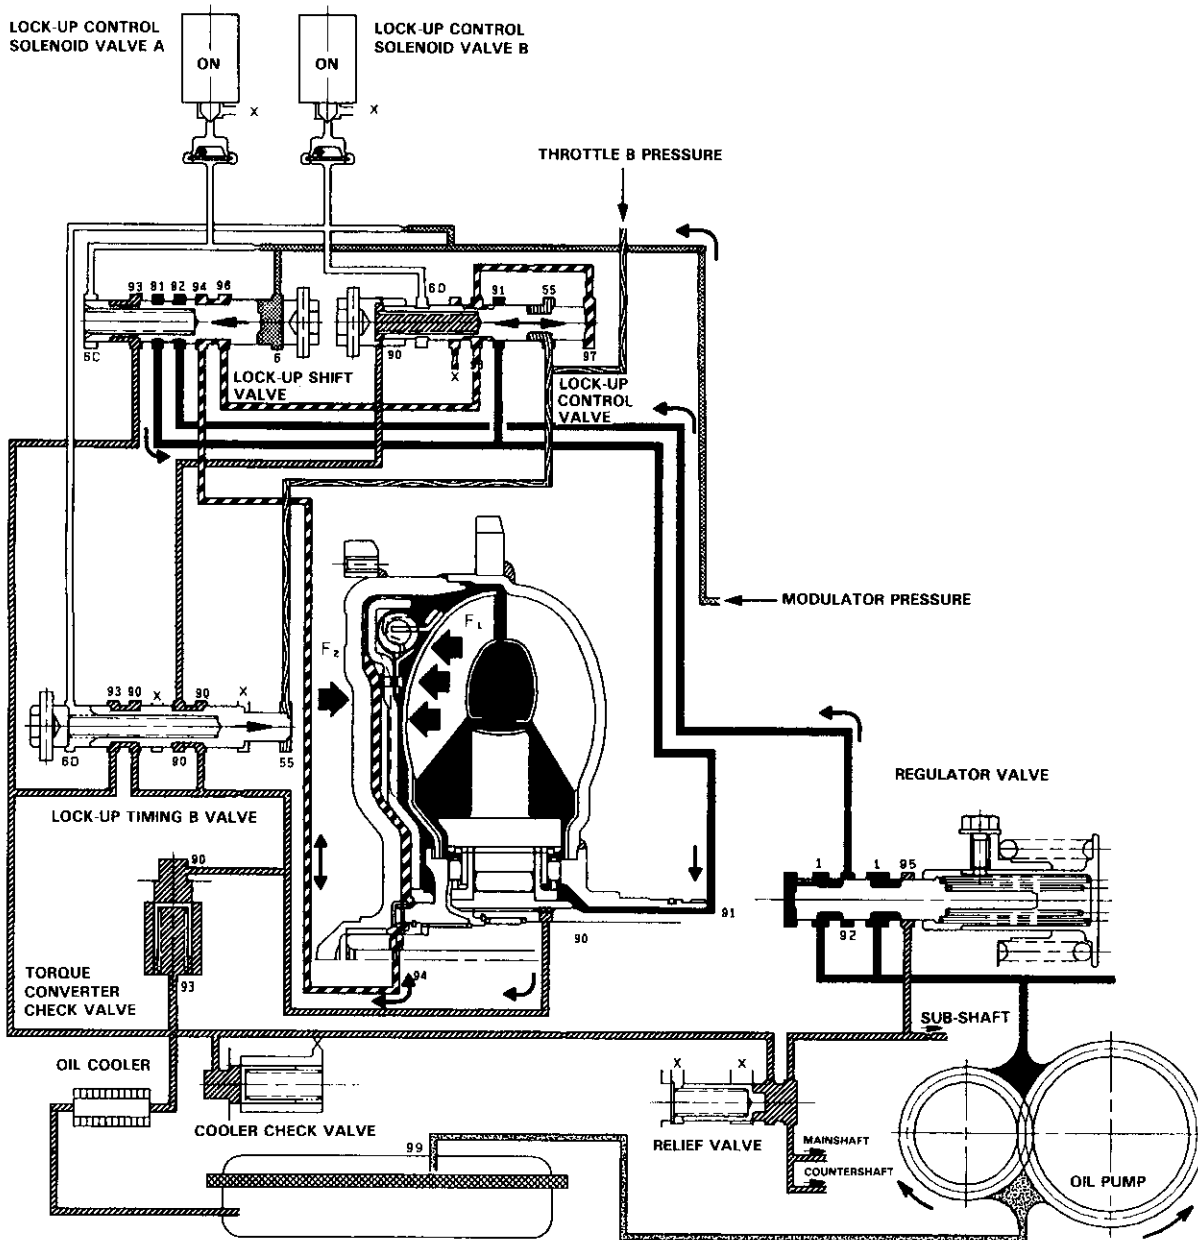 LOCK-UP CONTROL
SOLENOID VALVE A
LOCK-UP CONTROL
SOLENOID VALVE B
ON
ON
X
X
THROTTLE B PRESSURE
93 81 82 94 96
6D
91
55
6C
6
90
X
97
LOCK-UP SHIFT
VALVE
LOCK-UP
CONTROL
VALVE
MODULATOR PRESSURE
F1
F2
93 90 X 90 X
6D
90
55
LOCK-UP TIMING B VALVE
REGULATOR VALVE
1 1 95
92
90
91
90
93
94
TORQUE
CONVERTER
CHECK VALVE
SUB-SHAFT
OIL COOLER
X
X X
COOLER CHECK VALVE
RELIEF VALVE
MAINSHAFT
COUNTERSHAFT
99
OIL PUMP